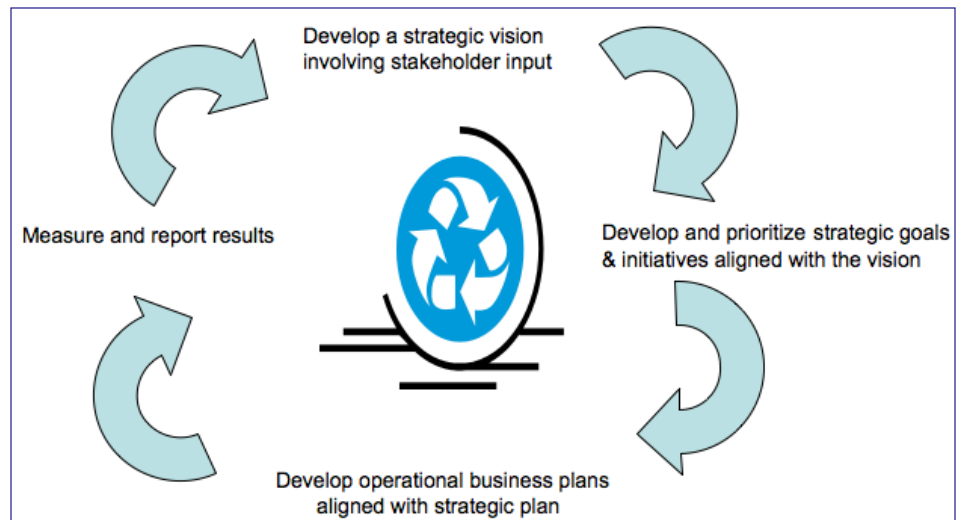 Develop a strategic vision
involving stakeholder input
Develop and prioritize strategic goals
& initiatives aligned with the vision
Develop operational business plans
aligned with strategic plan
Measure and report results